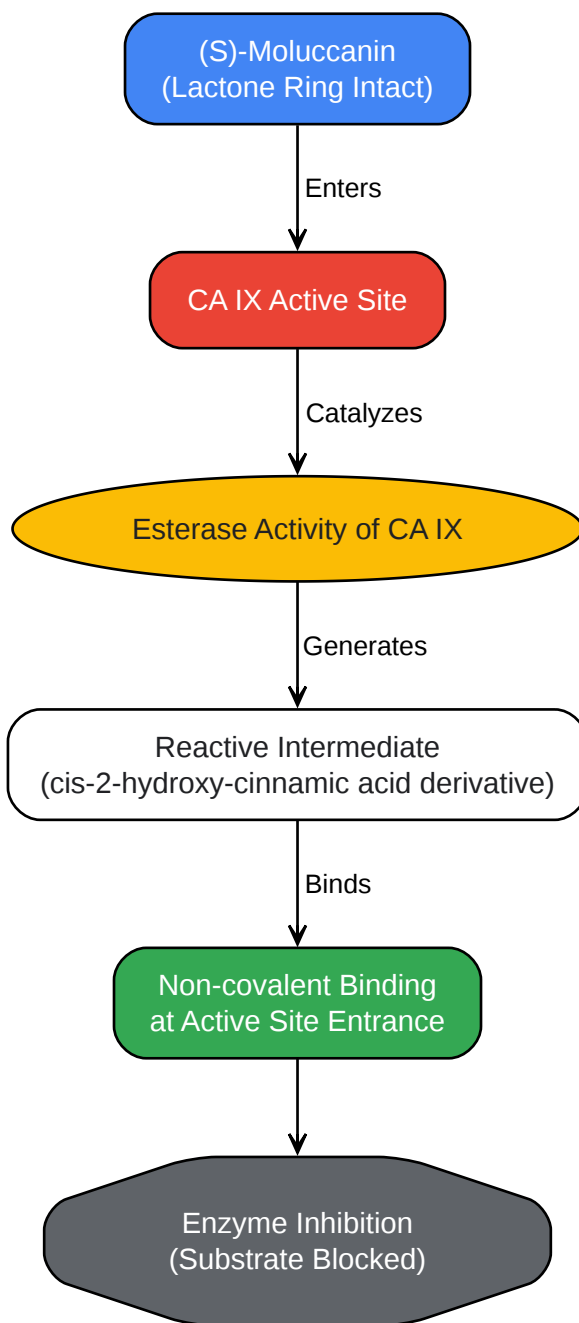 (S)-Moluccanin
(Lactone Ring Intact)
Enters
CA IX Active Site
Catalyzes
Esterase Activity of CA IX
Generates
Reactive Intermediate
(cis-2-hydroxy-cinnamic acid derivative)
Binds
Non-covalent Binding
at Active Site Entrance
Enzyme Inhibition
(Substrate Blocked)